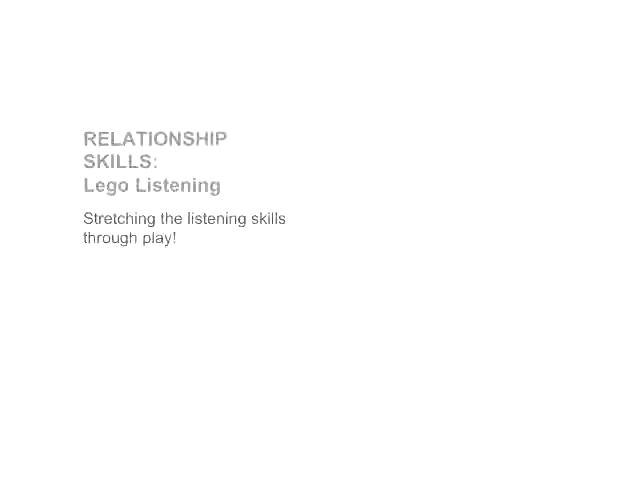 RELATIONSHIP
SKILLS:
Lego Listening
Stretching the listening skills
through play!